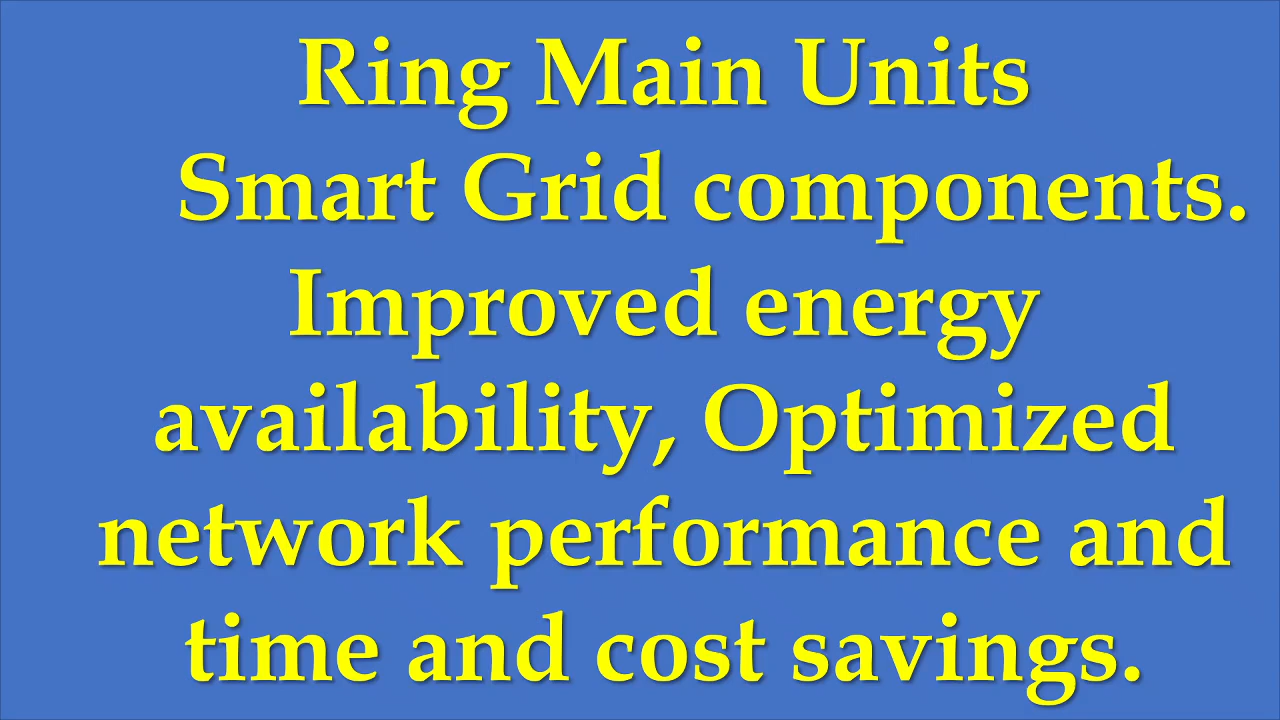 Ring Main Units
Smart Grid components.
Improved energy
availability, Optimized
network performance and
time and cost savings.